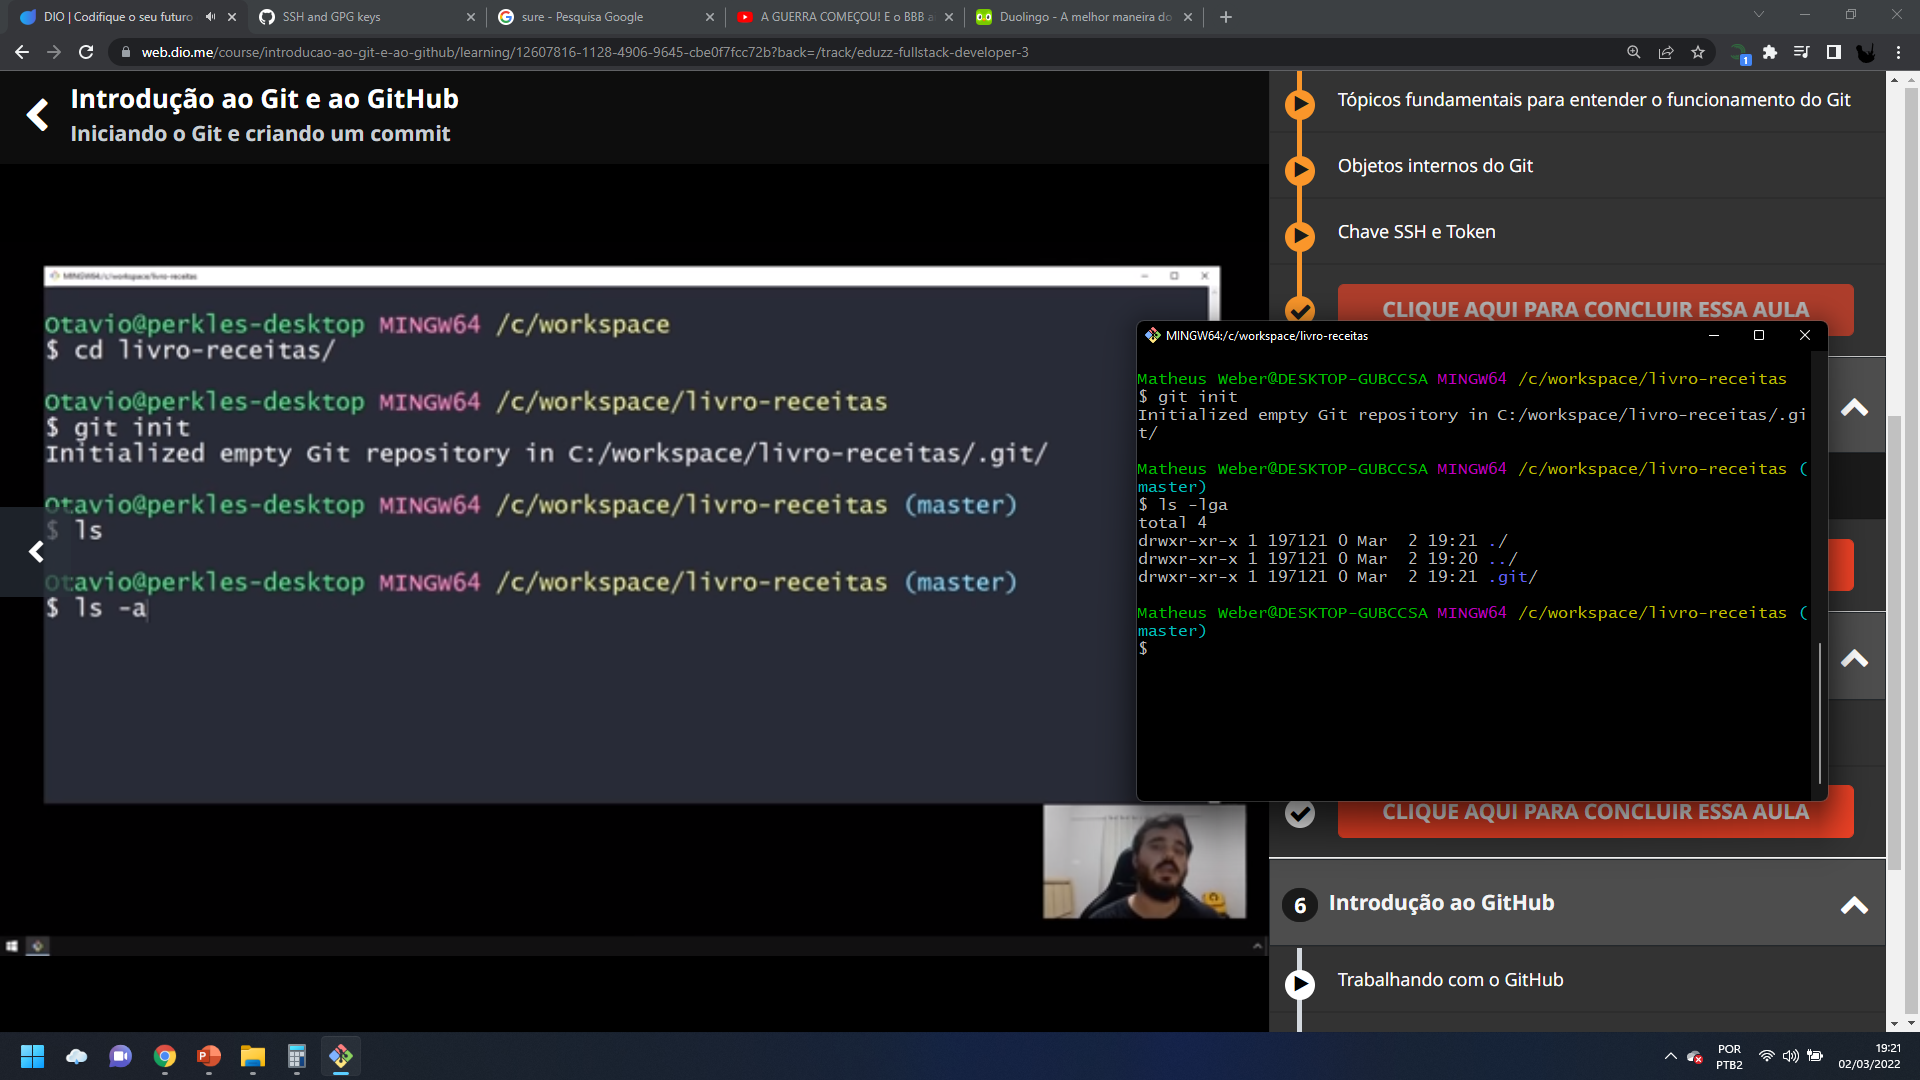 DIO | Codifique o seu futuro
SSH and GPG keys
sure - Pesquisa Google
A GUERRA COMEÇOU! E o BBB a
Duolingo - A melhor maneira do
web.dio.me/course/introducao-ao-git-e-ao-github/learning/12607816-1128-4906-9645-cbe0f7fcc72b?back=/track/eduzz-fullstack-developer-3
1
Introdução ao Git e ao GitHub
Iniciando o Git e criando um commit
MINGW64:/c/workspace/livro-receitas
Otavio@perkles-desktop MINGW64 /c/workspace
$ cd livro-receitas/
Otavio@perkles-desktop MINGW64 /c/workspace/livro-receitas
$ git init
Initialized empty Git repository in C:/workspace/livro-receitas/.git/
Otavio@perkles-desktop MINGW64 /c/workspace/livro-receitas (master)
$ ls
Otavio@perkles-desktop MINGW64 /c/workspace/livro-receitas (master)
$ ls -a
Tópicos fundamentais para entender o funcionamento do Git
Objetos internos do Git
Chave SSH e Token
CLIQUE AQUI PARA CONCLUIR ESSA AULA
MINGW64:/c/workspace/livro-receitas
Matheus Weber@DESKTOP-GUBCCSA MINGW64 /c/workspace/livro-receitas
$ git init
Initialized empty Git repository in C:/workspace/livro-receitas/.gi
t/
Matheus Weber@DESKTOP-GUBCCSA MINGW64 /c/workspace/livro-receitas (
master)
$ ls -lga
total 4
drwxr-xr-x 1 197121 0 Mar  2 19:21 ./
drwxr-xr-x 1 197121 0 Mar  2 19:20 ../
drwxr-xr-x 1 197121 0 Mar  2 19:21 .git/
Matheus Weber@DESKTOP-GUBCCSA MINGW64 /c/workspace/livro-receitas (
master)
$
CLIQUE AQUI PARA CONCLUIR ESSA AULA
6 Introdução ao GitHub
Trabalhando com o GitHub
POR
PTB2
19:21
02/03/2022